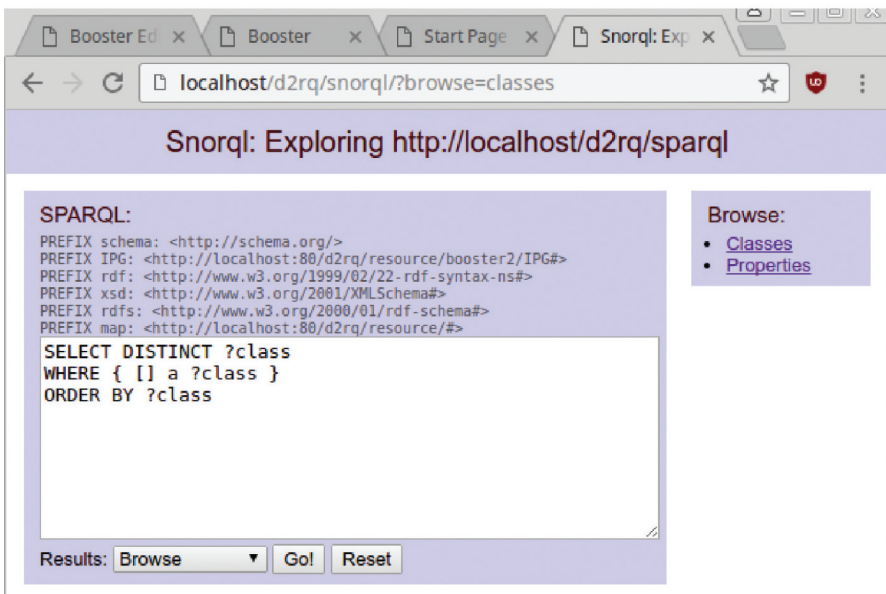 Booster Ed
Booster
Start Page
Snorql: Exp
localhost/d2rq/snorql/?browse=classes
Snorql: Exploring http://localhost/d2rq/sparql
SPARQL:
PREFIX schema: <http://schema.org/>
PREFIX IPG: <http://localhost:80/d2rq/resource/booster2/IPG#>
PREFIX rdf: <http://www.w3.org/1999/02/22-rdf-syntax-ns#>
PREFIX xsd: <http://www.w3.org/2001/XMLSchema#>
PREFIX rdfs: <http://www.w3.org/2000/01/rdf-schema#>
PREFIX map: <http://localhost:80/d2rq/resource/#>
SELECT DISTINCT ?class
WHERE { [] a ?class }
ORDER BY ?class
Results: Browse Go! Reset
Browse:
• Classes
• Properties